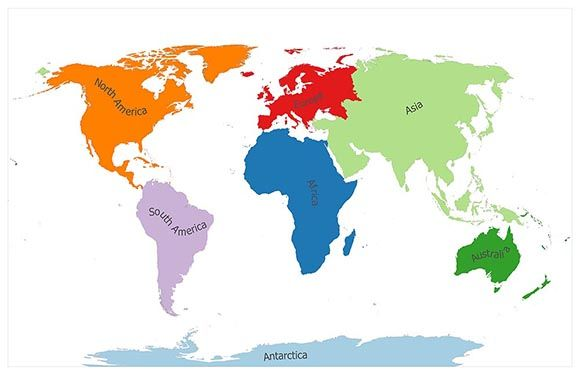 North America
Europe
Asia
Africa
South America
Australia
Antarctica